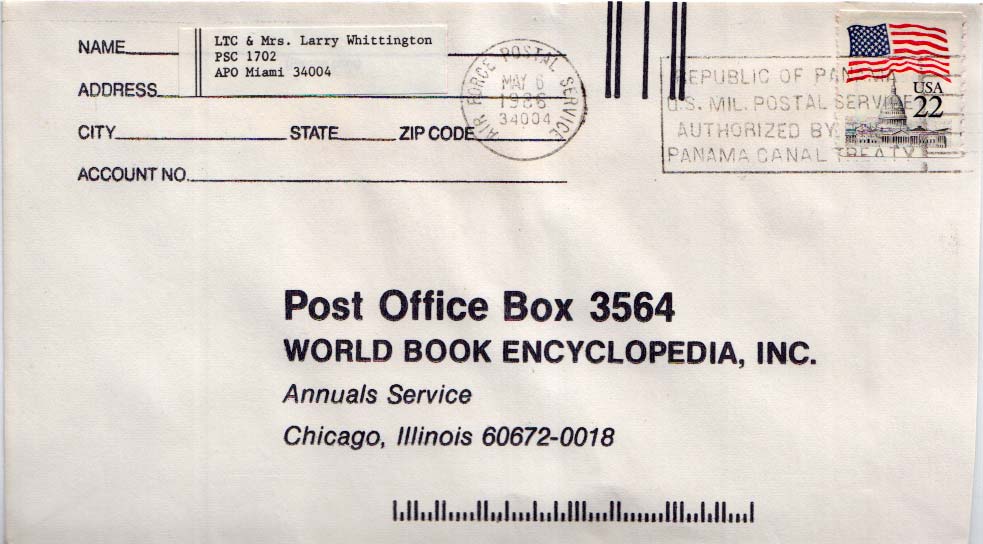 NAME
LTC & Mrs. Larry Whittington
PSC 1702
APO Miami 34004
ADDRESS
CITY STATE ZIP CODE
ACCOUNT NO.
AIR FORCE POSTAL SERVICE
MAY 6
1986
34004
REPUBLIC OF PANAMA
U.S. MIL. POSTAL SERVICE
AUTHORIZED BY
PANAMA CANAL TREATY
USA
22
Post Office Box 3564
WORLD BOOK ENCYCLOPEDIA, INC.
Annuals Service
Chicago, Illinois 60672-0018